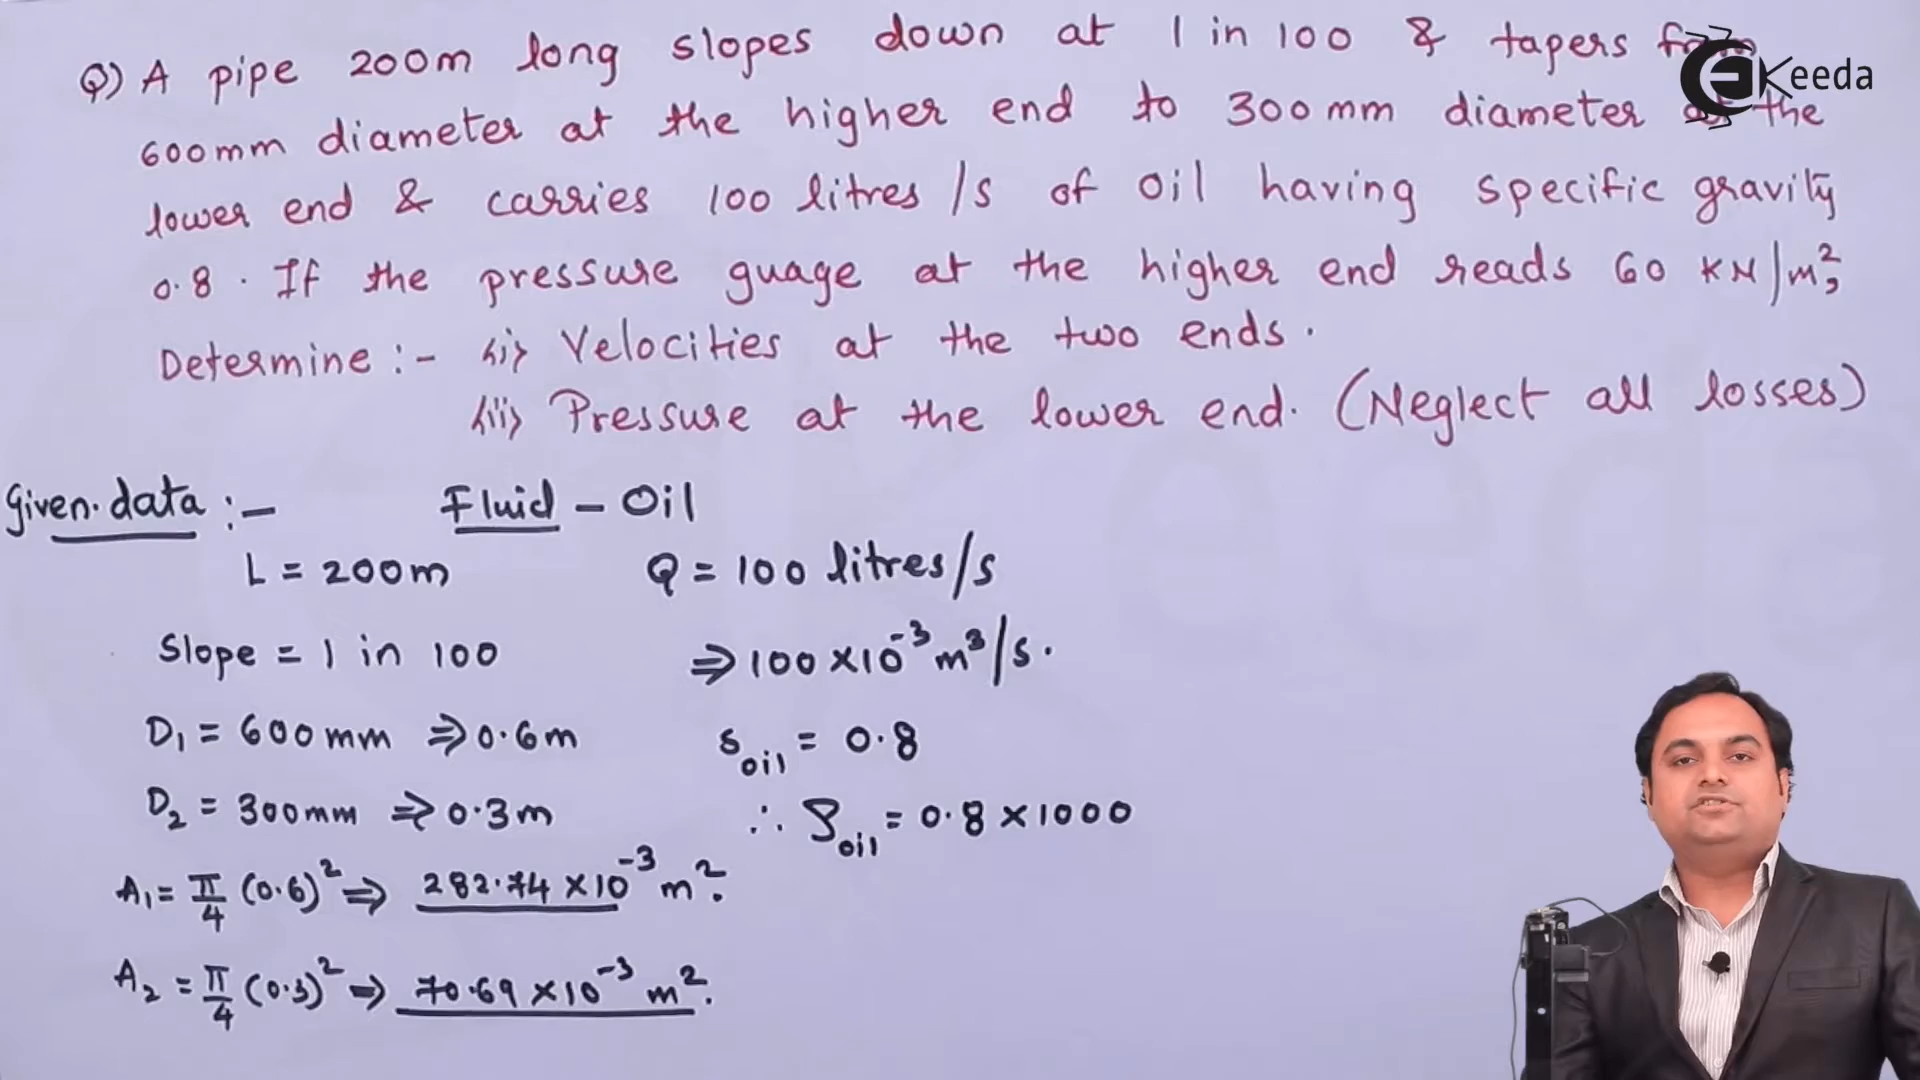 Q) A pipe 200m long slopes down at 1 in 100 & tapers from
600mm diameter at the higher end to 300mm diameter at the
lower end & carries 100 litres/s of oil having specific gravity
0.8. If the pressure guage at the higher end reads 60 KN/m²,
Determine :- (i) Velocities at the two ends.
(ii) Pressure at the lower end. (Neglect all losses)
Keeda
Given data :- Fluid - Oil
L = 200m Q = 100 litres/s
Slope = 1 in 100 ⇒ 100 × 10⁻³ m³/s.
D₁ = 600mm ⇒ 0.6m S oil = 0.8
D₂ = 300mm ⇒ 0.3m ∴ ρ oil = 0.8 × 1000
A₁ = π/4 (0.6)² ⇒ 282.74 × 10⁻³ m².
A₂ = π/4 (0.3)² ⇒ 70.69 × 10⁻³ m².